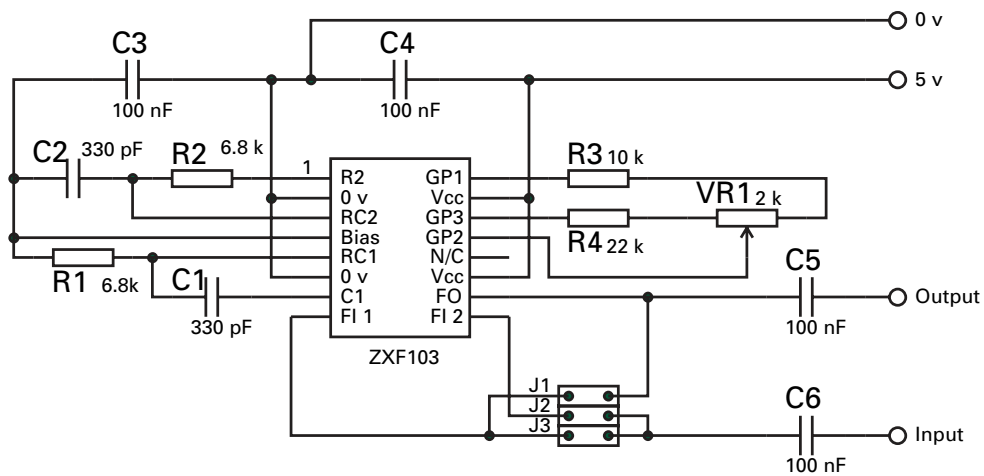 0 v
C3
C4
5 v
100 nF
100 nF
C2 330 pF
R2 6.8 k
1
R2
0 v
RC2
Bias
RC1
0 v
C1
FI 1
GP1
Vcc
GP3
GP2
N/C
Vcc
FO
FI 2
R3 10 k
VR1 2 k
R4 22 k
R1 6.8k
C1
330 pF
ZXF103
C5
Output
100 nF
J1
J2
J3
C6
Input
100 nF